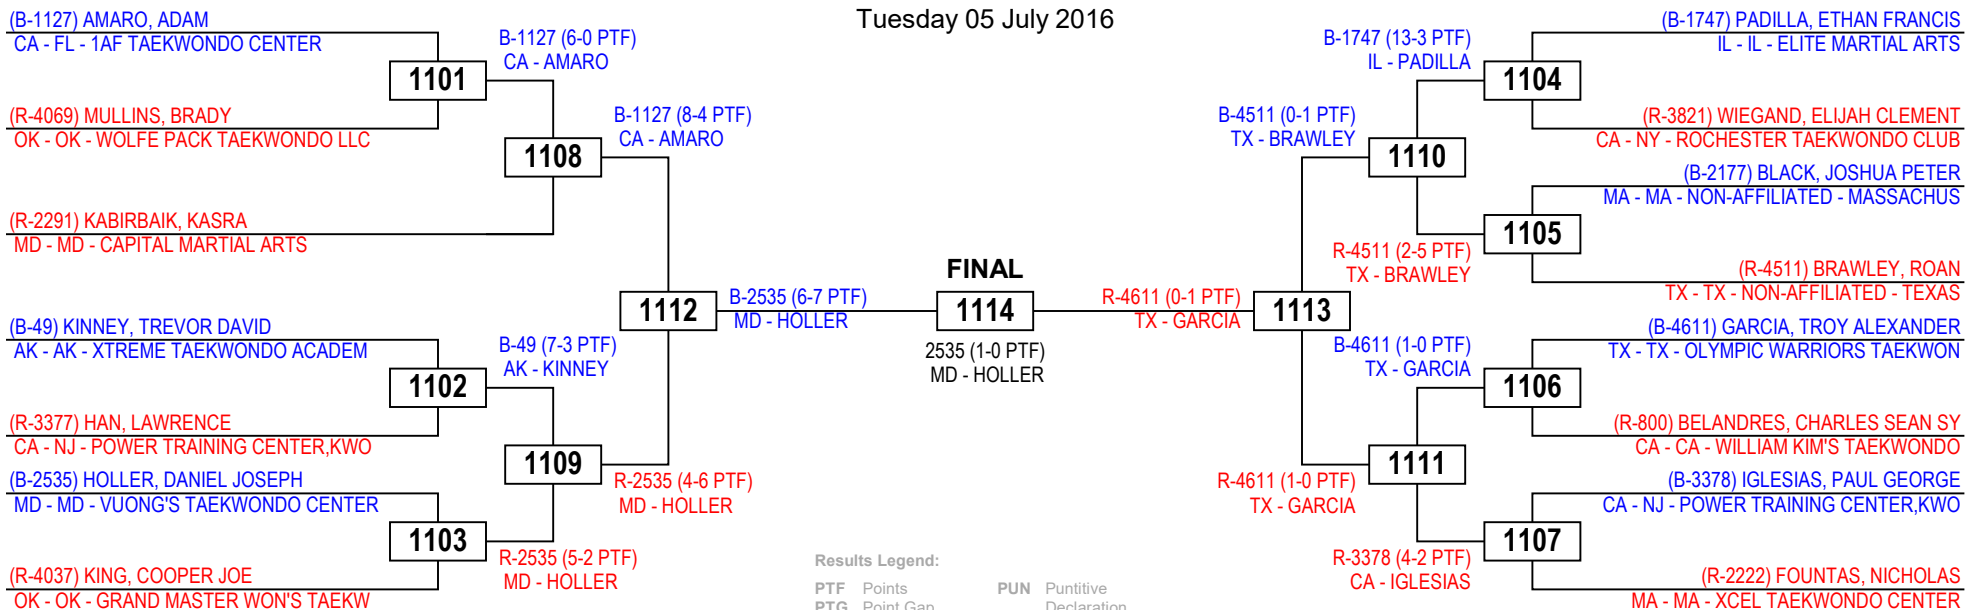 Tuesday 05 July 2016
(B-1127) AMARO, ADAM
CA - FL - 1AF TAEKWONDO CENTER
1101
(R-4069) MULLINS, BRADY
OK - OK - WOLFE PACK TAEKWONDO LLC
B-1127 (6-0 PTF)
CA - AMARO
1108
(R-2291) KABIRBAIK, KASRA
MD - MD - CAPITAL MARTIAL ARTS
B-1127 (8-4 PTF)
CA - AMARO
1112
(B-49) KINNEY, TREVOR DAVID
AK - AK - XTREME TAEKWONDO ACADEM
1102
(R-3377) HAN, LAWRENCE
CA - NJ - POWER TRAINING CENTER,KWO
B-49 (7-3 PTF)
AK - KINNEY
1109
(B-2535) HOLLER, DANIEL JOSEPH
MD - MD - VUONG'S TAEKWONDO CENTER
1103
(R-4037) KING, COOPER JOE
OK - OK - GRAND MASTER WON'S TAEKW
R-2535 (5-2 PTF)
MD - HOLLER
R-2535 (4-6 PTF)
MD - HOLLER
B-2535 (6-7 PTF)
MD - HOLLER
FINAL
1114
2535 (1-0 PTF)
MD - HOLLER
R-4611 (0-1 PTF)
TX - GARCIA
1113
B-4511 (0-1 PTF)
TX - BRAWLEY
1110
B-1747 (13-3 PTF)
IL - PADILLA
1104
(B-1747) PADILLA, ETHAN FRANCIS
IL - IL - ELITE MARTIAL ARTS
(R-3821) WIEGAND, ELIJAH CLEMENT
CA - NY - ROCHESTER TAEKWONDO CLUB
(B-2177) BLACK, JOSHUA PETER
MA - MA - NON-AFFILIATED - MASSACHUS
1105
R-4511 (2-5 PTF)
TX - BRAWLEY
(R-4511) BRAWLEY, ROAN
TX - TX - NON-AFFILIATED - TEXAS
(B-4611) GARCIA, TROY ALEXANDER
TX - TX - OLYMPIC WARRIORS TAEKWON
B-4611 (1-0 PTF)
TX - GARCIA
1106
(R-800) BELANDRES, CHARLES SEAN SY
CA - CA - WILLIAM KIM'S TAEKWONDO
1111
R-4611 (1-0 PTF)
TX - GARCIA
(B-3378) IGLESIAS, PAUL GEORGE
CA - NJ - POWER TRAINING CENTER,KWO
1107
R-3378 (4-2 PTF)
CA - IGLESIAS
(R-2222) FOUNTAS, NICHOLAS
MA - MA - XCEL TAEKWONDO CENTER
Results Legend:
PTF Points PUN Puntitive
PTG Point Gap Declaration